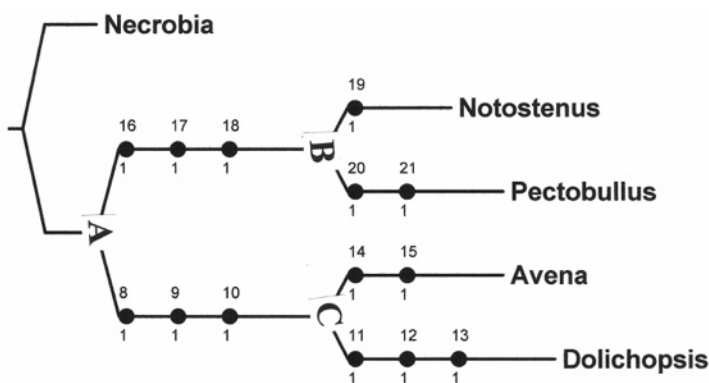 Necrobia
19
Notostenus
1
16 17 18
1 1 1
B
20 21
Pectobullus
1 1
A
14 15
Avena
1 1
8 9 10
1 1 1
C
11 12 13
Dolichopsis
1 1 1